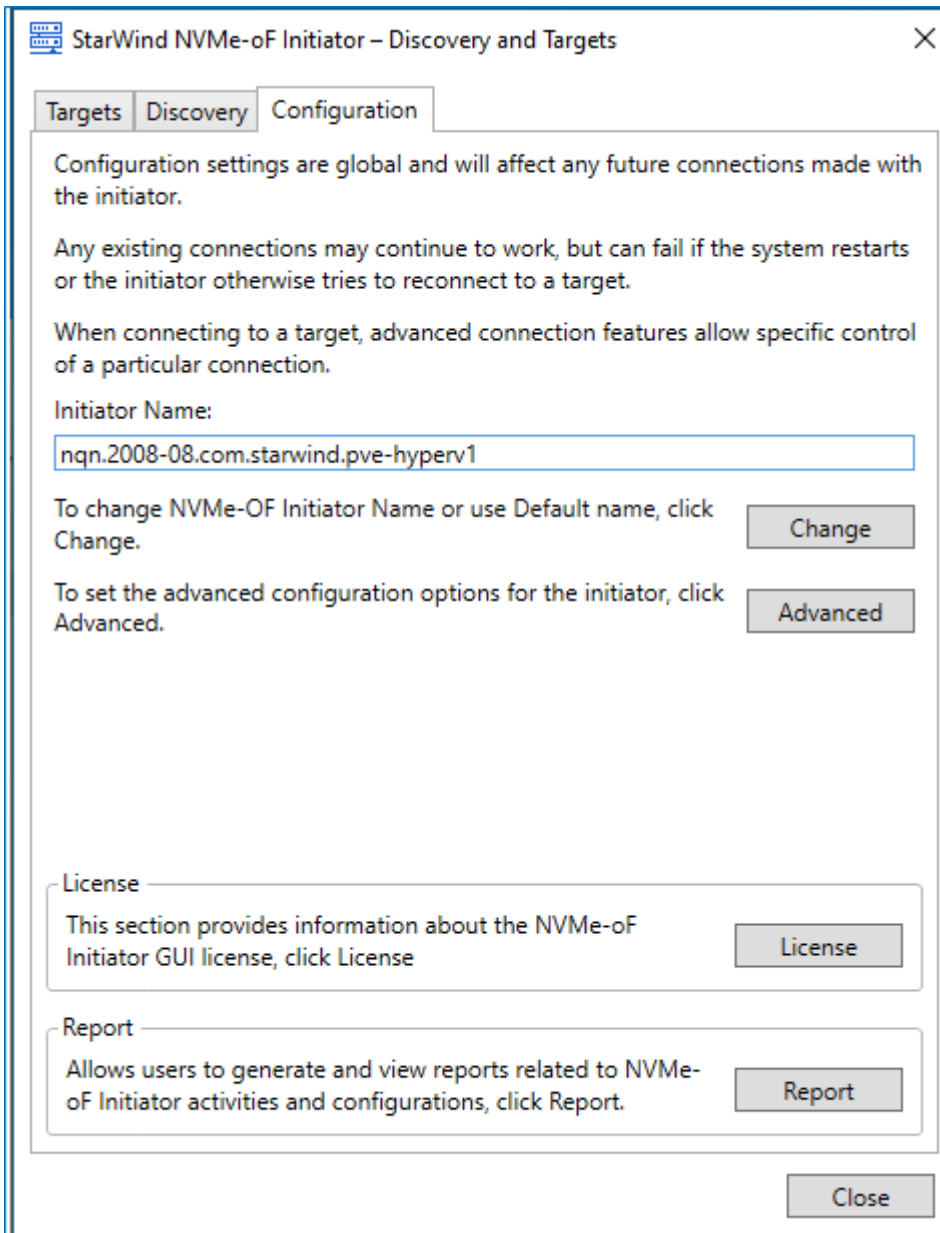 StarWind NVMe-oF Initiator – Discovery and Targets
Targets Discovery Configuration
Configuration settings are global and will affect any future connections made with
the initiator.
Any existing connections may continue to work, but can fail if the system restarts
or the initiator otherwise tries to reconnect to a target.
When connecting to a target, advanced connection features allow specific control
of a particular connection.
Initiator Name:
nqn.2008-08.com.starwind.pve-hyperv1
To change NVMe-OF Initiator Name or use Default name, click
Change.
Change
To set the advanced configuration options for the initiator, click
Advanced.
Advanced
License
This section provides information about the NVMe-oF
Initiator GUI license, click License
License
Report
Allows users to generate and view reports related to NVMe-
oF Initiator activities and configurations, click Report.
Report
Close